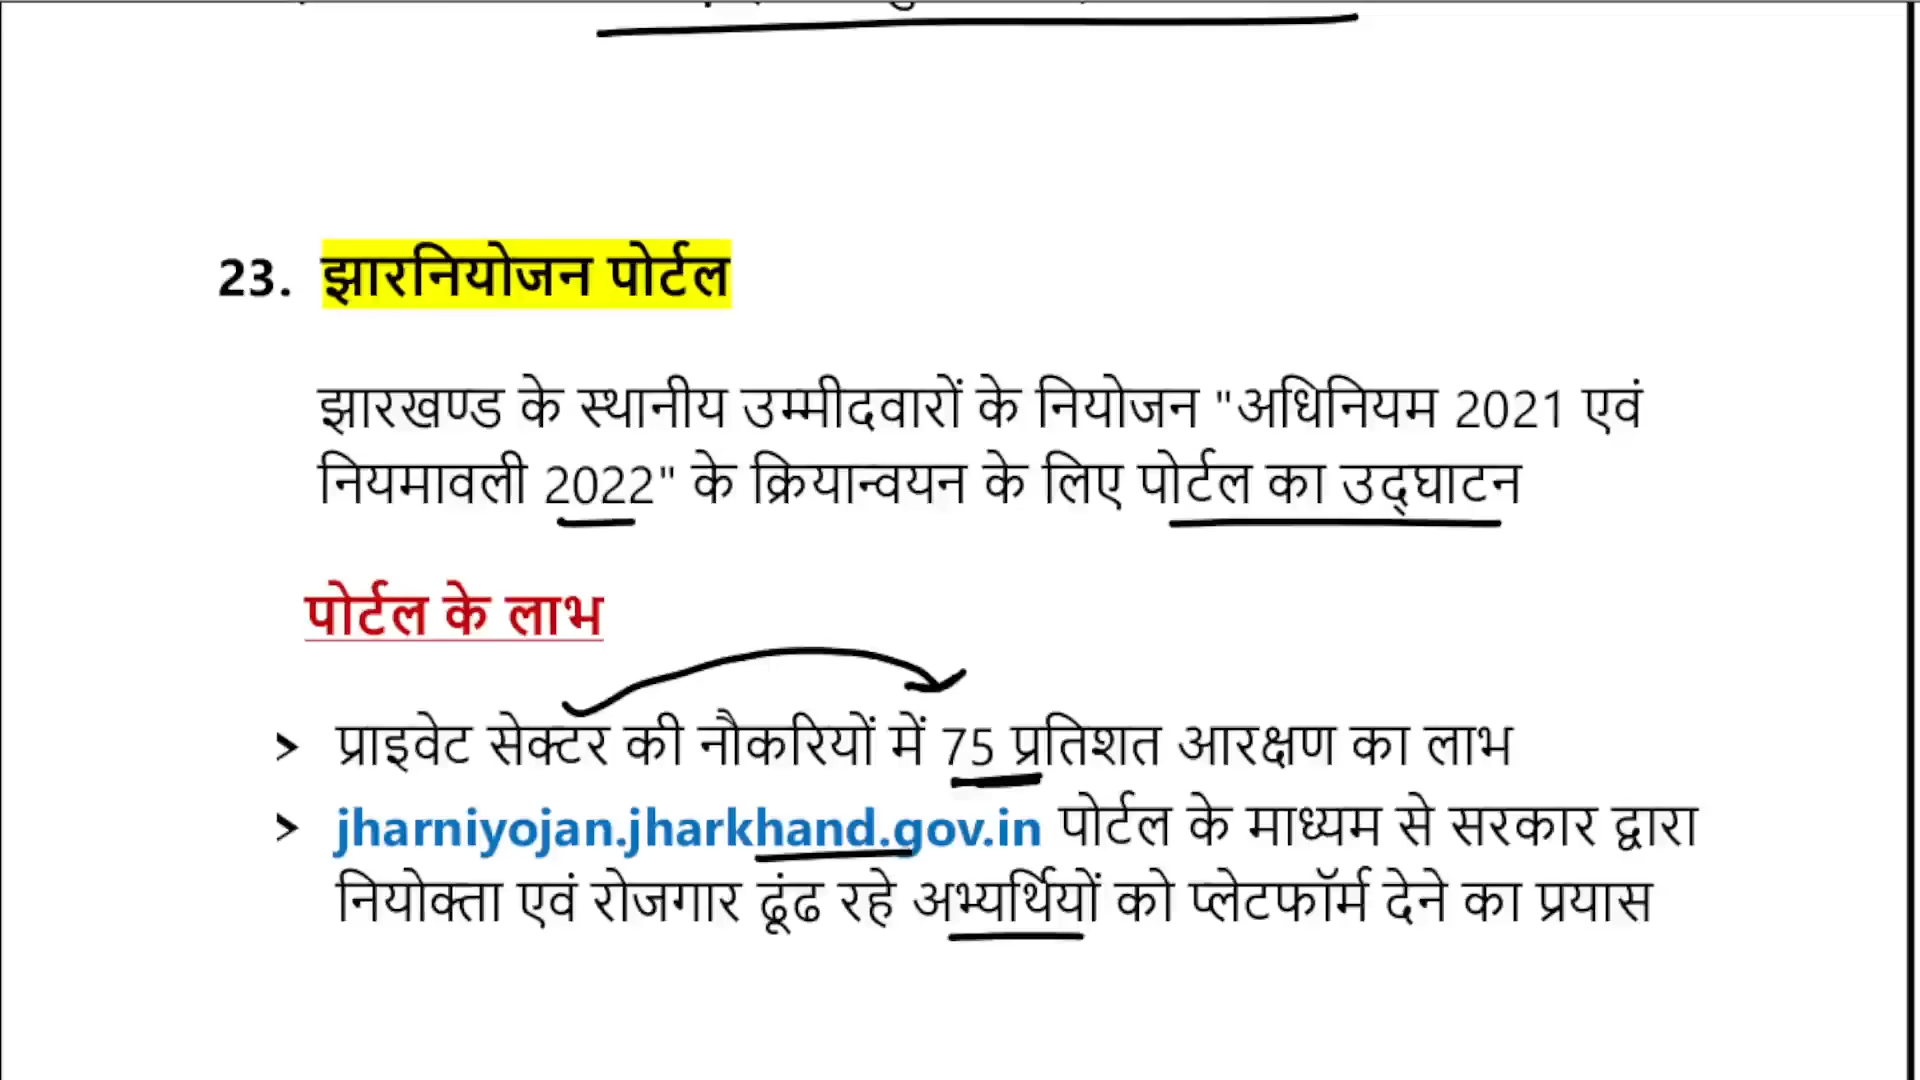 23. झारनियोजन पोर्टल
झारखण्ड के स्थानीय उम्मीदवारों के नियोजन "अधिनियम 2021 एवं
नियमावली 2022" के क्रियान्वयन के लिए पोर्टल का उद्घाटन
पोर्टल के लाभ
> प्राइवेट सेक्टर की नौकरियों में 75 प्रतिशत आरक्षण का लाभ
> jharniyojan.jharkhand.gov.in पोर्टल के माध्यम से सरकार द्वारा
नियोक्ता एवं रोजगार ढूंढ रहे अभ्यर्थियों को प्लेटफॉर्म देने का प्रयास